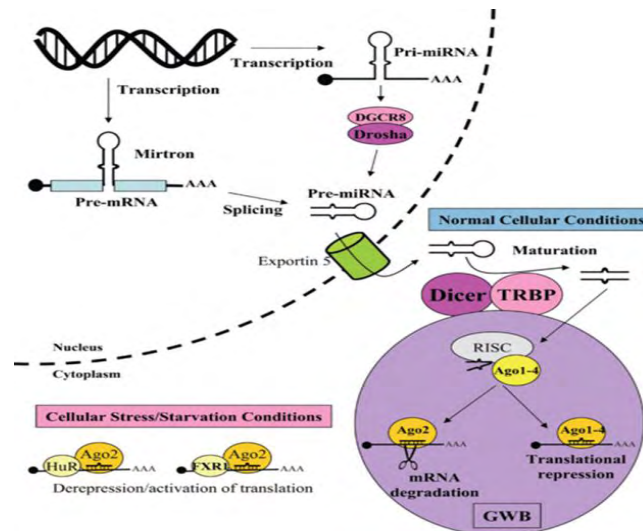 Transcription
Pri-miRNA
AAA
Transcription
DGCR8
Drosha
Mirtron
AAA
Pre-mRNA
Splicing
Pre-miRNA
Exportin 5
Normal Cellular Conditions
Maturation
Dicer
TRBP
Nucleus
Cytoplasm
RISC
Ago1-4
Cellular Stress/Starvation Conditions
HuR
Ago2
AAA
FXR1
Ago2
AAA
Derepression/activation of translation
Ago2
AAA
mRNA
degradation
Ago1-4
AAA
Translational
repression
GWB